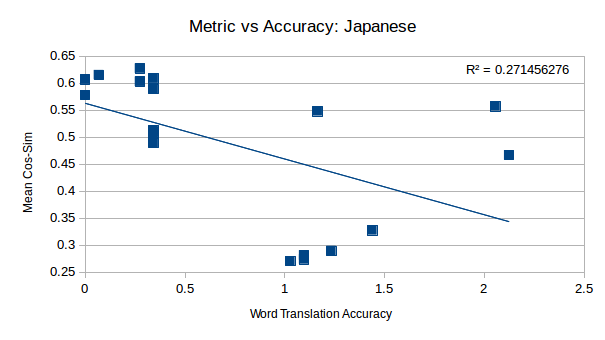 Metric vs Accuracy: Japanese
R² = 0.271456276
0.65
0.6
0.55
0.5
0.45
0.4
0.35
0.3
0.25
Mean Cos-Sim
0 0.5 1 1.5 2 2.5
Word Translation Accuracy